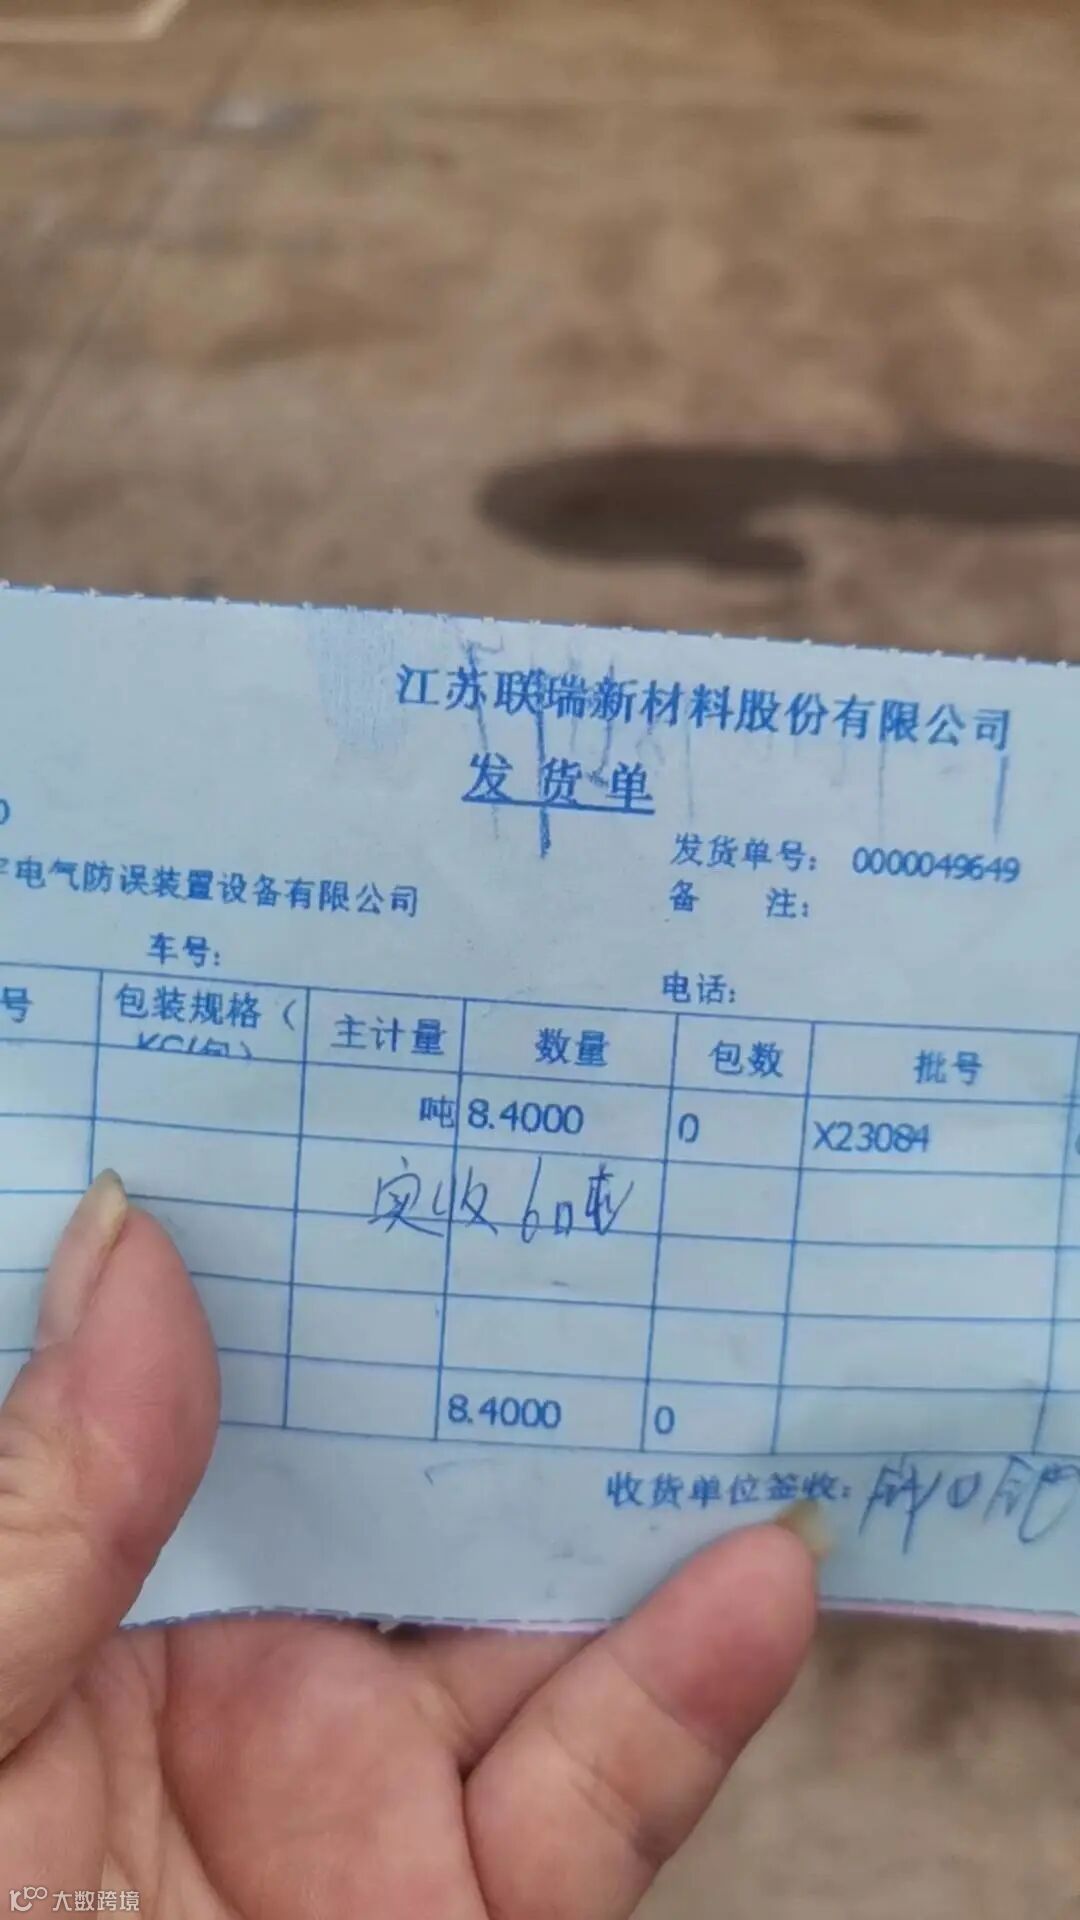 江苏联瑞新材料股份有限公司
发货单
发货单号: 0000049649
电气防误装置设备有限公司
备 注:
车号:
电话:
号 包装规格( 主计量 数量 包数 批号
KG/包)
吨 8.4000 0 X23084
实收6吨
8.4000 0
收货单位签收:
大数跨境